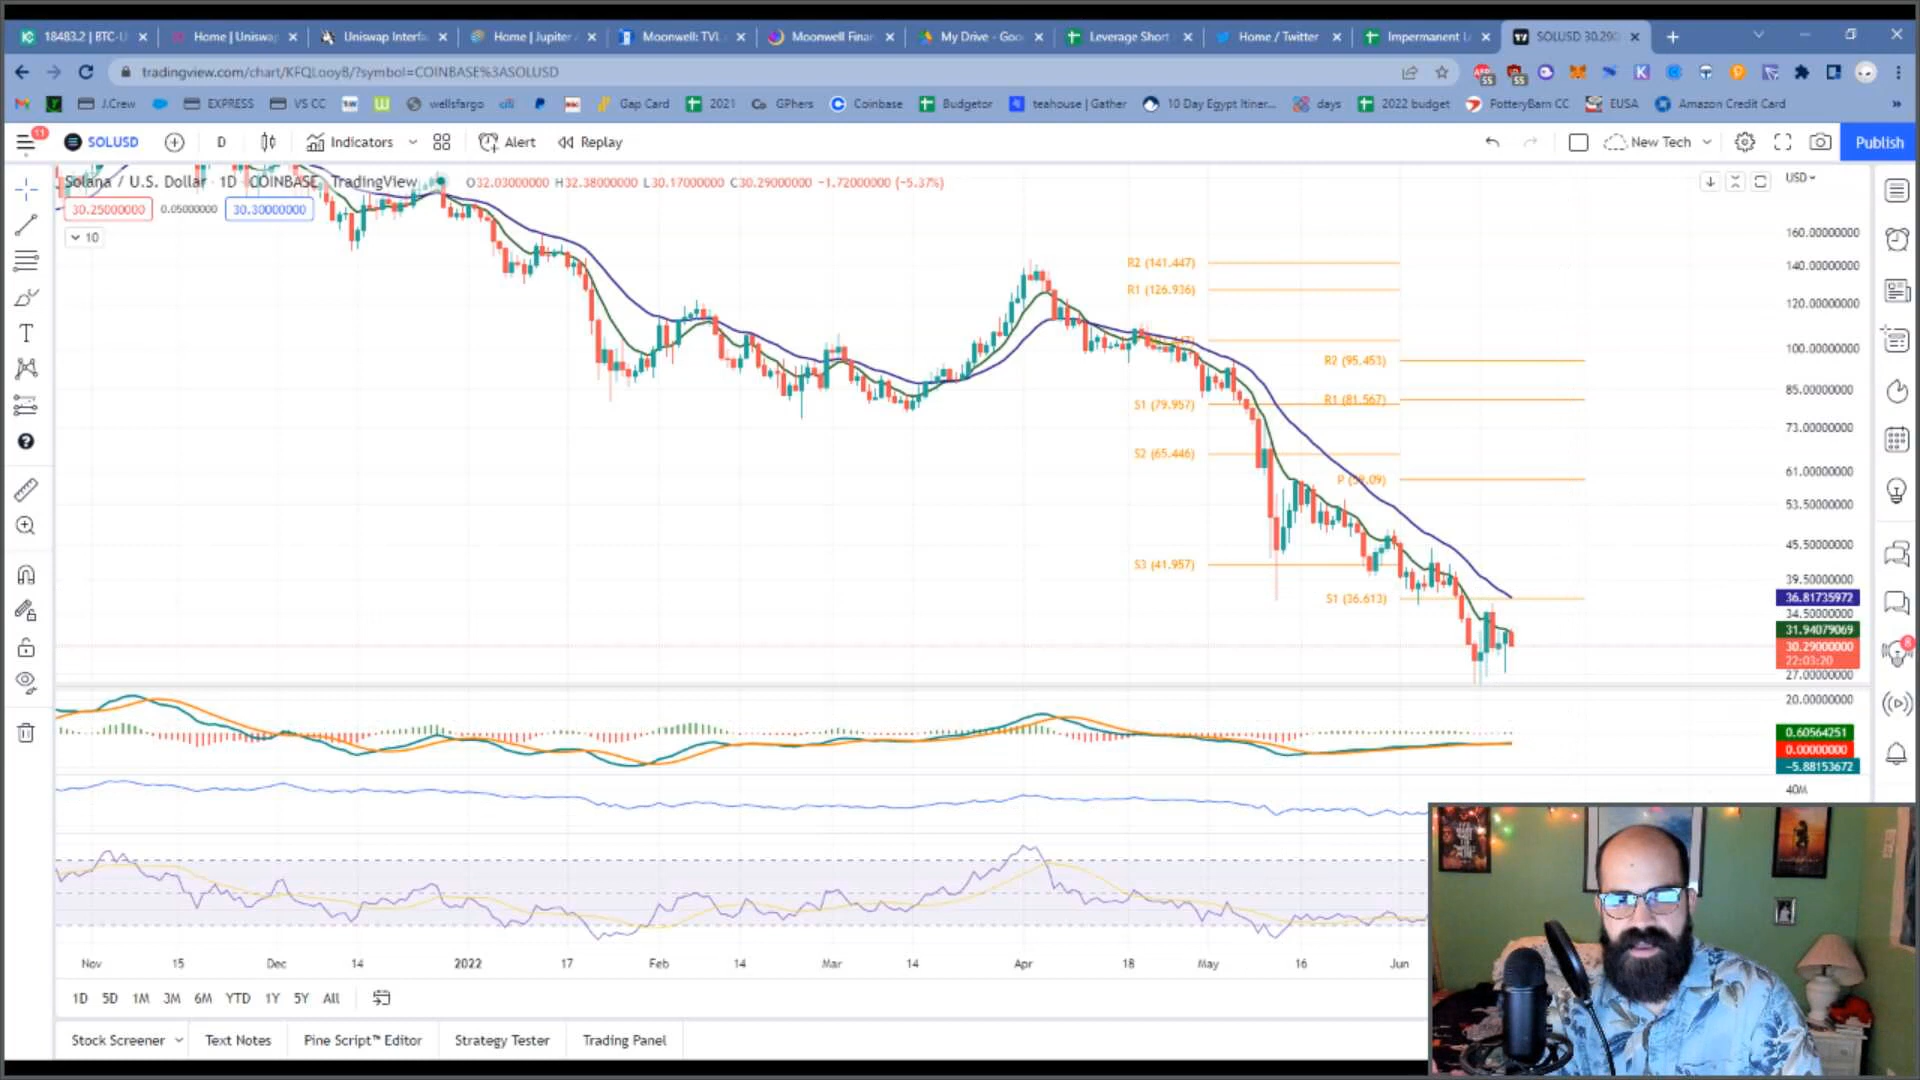 18483.2 | BTC-U
Home | Uniswa
Uniswap Interfa
Home | Jupiter
Moonwell: TVL
Moonwell Finan
My Drive - Goo
Leverage Short
Home / Twitter
Impermanent L
SOLUSD 30.290
tradingview.com/chart/KFQLooyB/?symbol=COINBASE%3ASOLUSD
J.Crew
EXPRESS
VS CC
wellsfargo
citi
Gap Card
2021
GPhers
Coinbase
Budgetor
teahouse | Gather
10 Day Egypt Itiner...
days
2022 budget
PotteryBarn CC
EUSA
Amazon Credit Card
11
SOLUSD
D
Indicators
Alert
Replay
New Tech
Publish
Solana / U.S. Dollar · 1D · COINBASE · TradingView
O32.03000000 H32.38000000 L30.17000000 C30.29000000 −1.72000000 (−5.37%)
USD
30.25000000
0.05000000
30.30000000
10
160.00000000
140.00000000
120.00000000
100.00000000
85.00000000
73.00000000
61.00000000
53.50000000
45.50000000
39.50000000
36.81735972
34.50000000
31.94079069
30.29000000
22:03:20
27.00000000
R2 (141.447)
R1 (126.936)
S1 (79.957)
S2 (65.446)
S3 (41.957)
R2 (95.453)
R1 (81.567)
P (59.09)
S1 (36.613)
20.00000000
0.60564251
0.00000000
−5.88153672
40M
8
Nov
15
Dec
14
2022
17
Feb
14
Mar
14
Apr
18
May
16
Jun
1D
5D
1M
3M
6M
YTD
1Y
5Y
All
Stock Screener
Text Notes
Pine Script™ Editor
Strategy Tester
Trading Panel